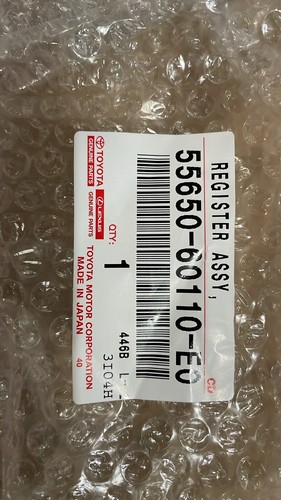 REGISTER ASSY,
55650-60110-E0
CD
QTY:
1
446B
3I04H
TOYOTA
GENUINE PARTS
LEXUS
GENUINE PARTS
TOYOTA MOTOR CORPORATION
MADE IN JAPAN
40